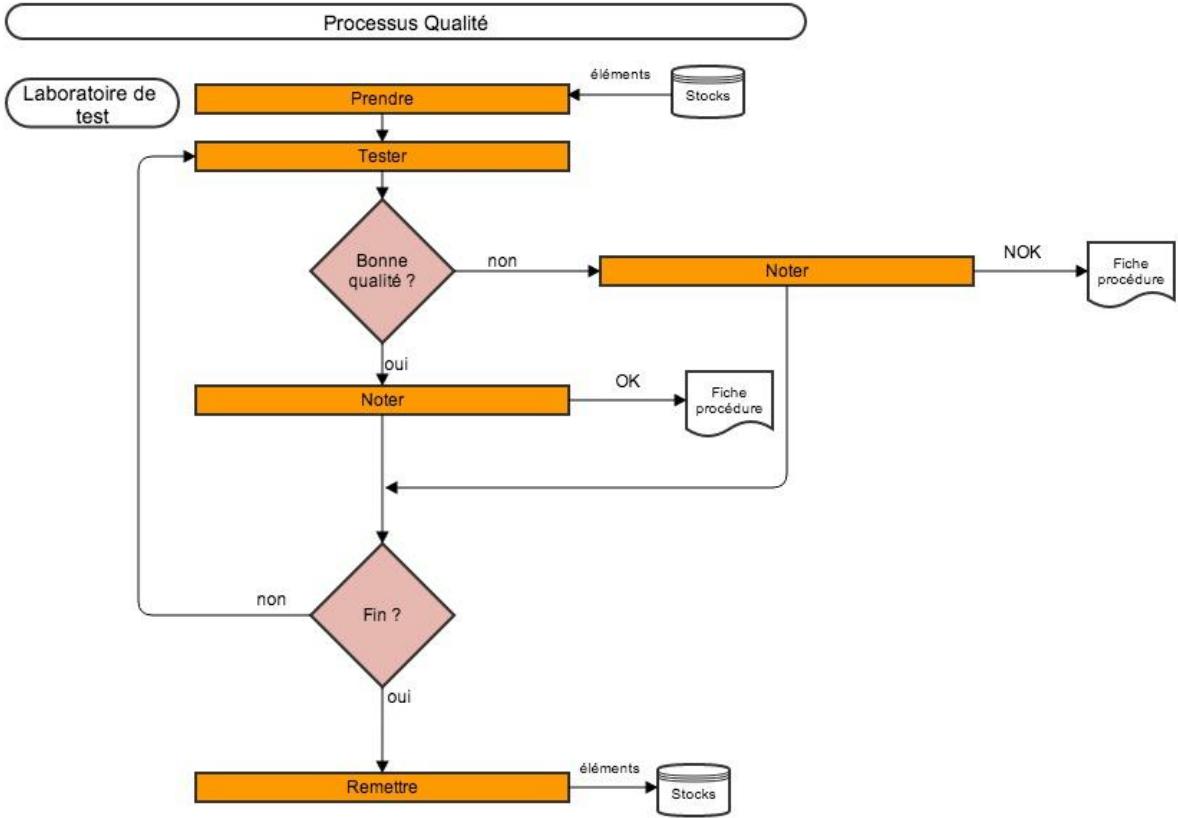 Processus Qualité
Laboratoire de
test
Prendre
éléments
Stocks
Tester
Bonne
qualité ?
non
Noter
NOK
Fiche
procédure
oui
Noter
OK
Fiche
procédure
non
Fin ?
oui
Remettre
éléments
Stocks